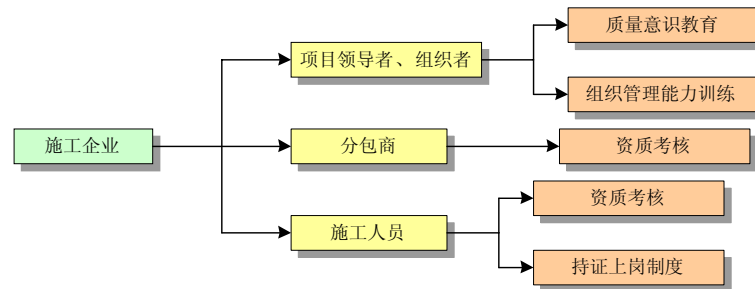 质量意识教育
项目领导者、组织者
组织管理能力训练
施工企业
分包商
资质考核
资质考核
施工人员
持证上岗制度